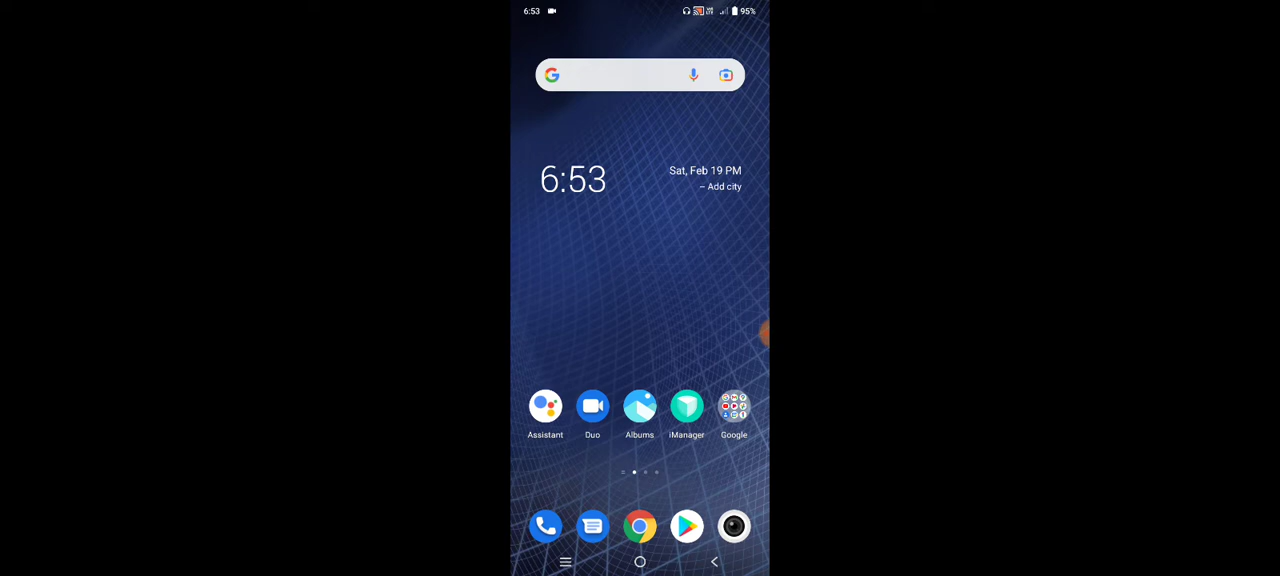 6:53 95%
6:53
Sat, Feb 19 PM
– Add city
Assistant Duo Albums iManager Google